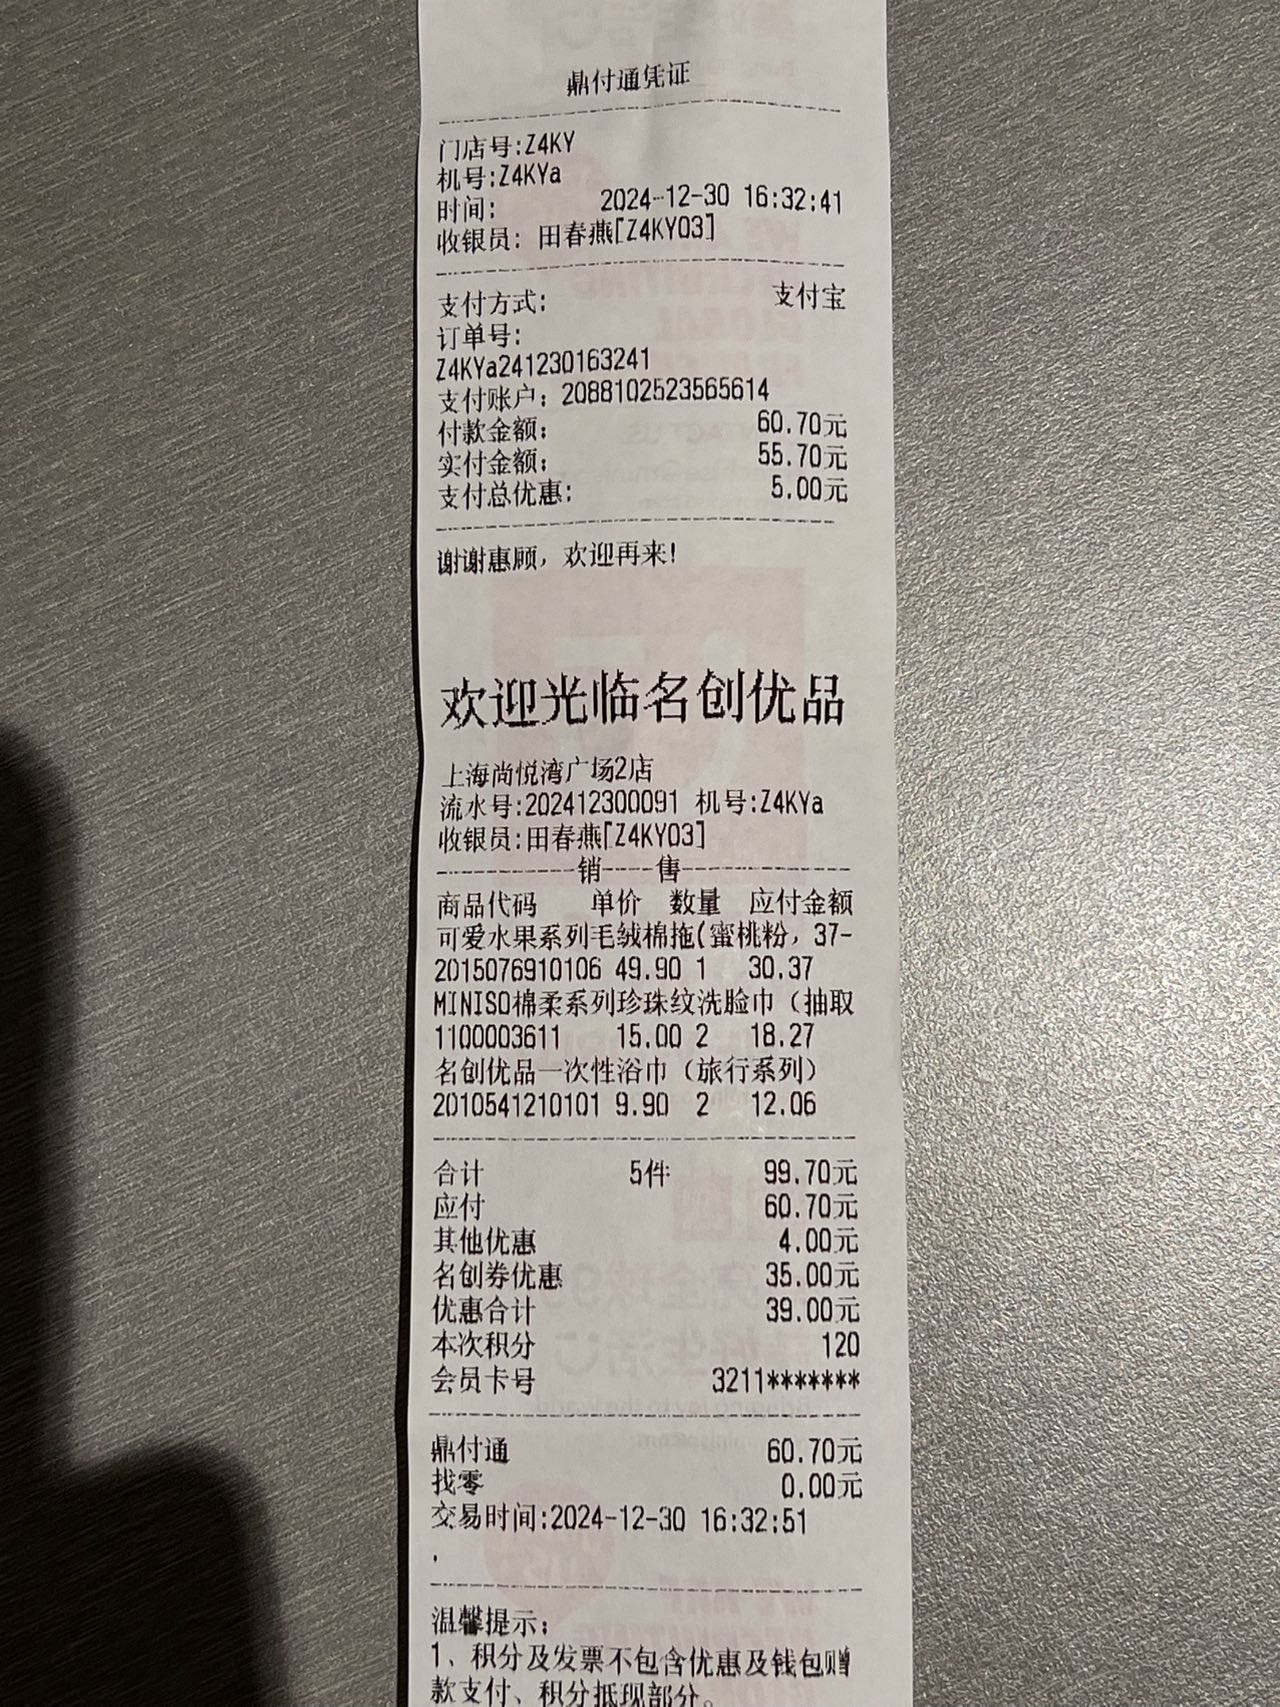 鼎付通凭证
门店号:Z4KY
机号:Z4KYa
时间: 2024-12-30 16:32:41
收银员: 田春燕[Z4KY03]
支付方式: 支付宝
订单号:
Z4KYa241230163241
支付账户: 2088102523565614
付款金额: 60.70元
实付金额: 55.70元
支付总优惠: 5.00元
谢谢惠顾, 欢迎再来!
欢迎光临名创优品
上海尚悦湾广场2店
流水号:202412300091 机号:Z4KYa
收银员:田春燕[Z4KY03]
销----售
商品代码 单价 数量 应付金额
可爱水果系列毛绒棉拖(蜜桃粉, 37-
2015076910106 49.90 1 30.37
MINISO棉柔系列珍珠纹洗脸巾（抽取
1100003611 15.00 2 18.27
名创优品一次性浴巾（旅行系列）
2010541210101 9.90 2 12.06
合计 5件 99.70元
应付 60.70元
其他优惠 4.00元
名创券优惠 35.00元
优惠合计 39.00元
本次积分 120
会员卡号 3211*******
鼎付通 60.70元
找零 0.00元
交易时间:2024-12-30 16:32:51
.
温馨提示:
1、积分及发票不包含优惠及钱包赠
款支付、积分抵现部分。